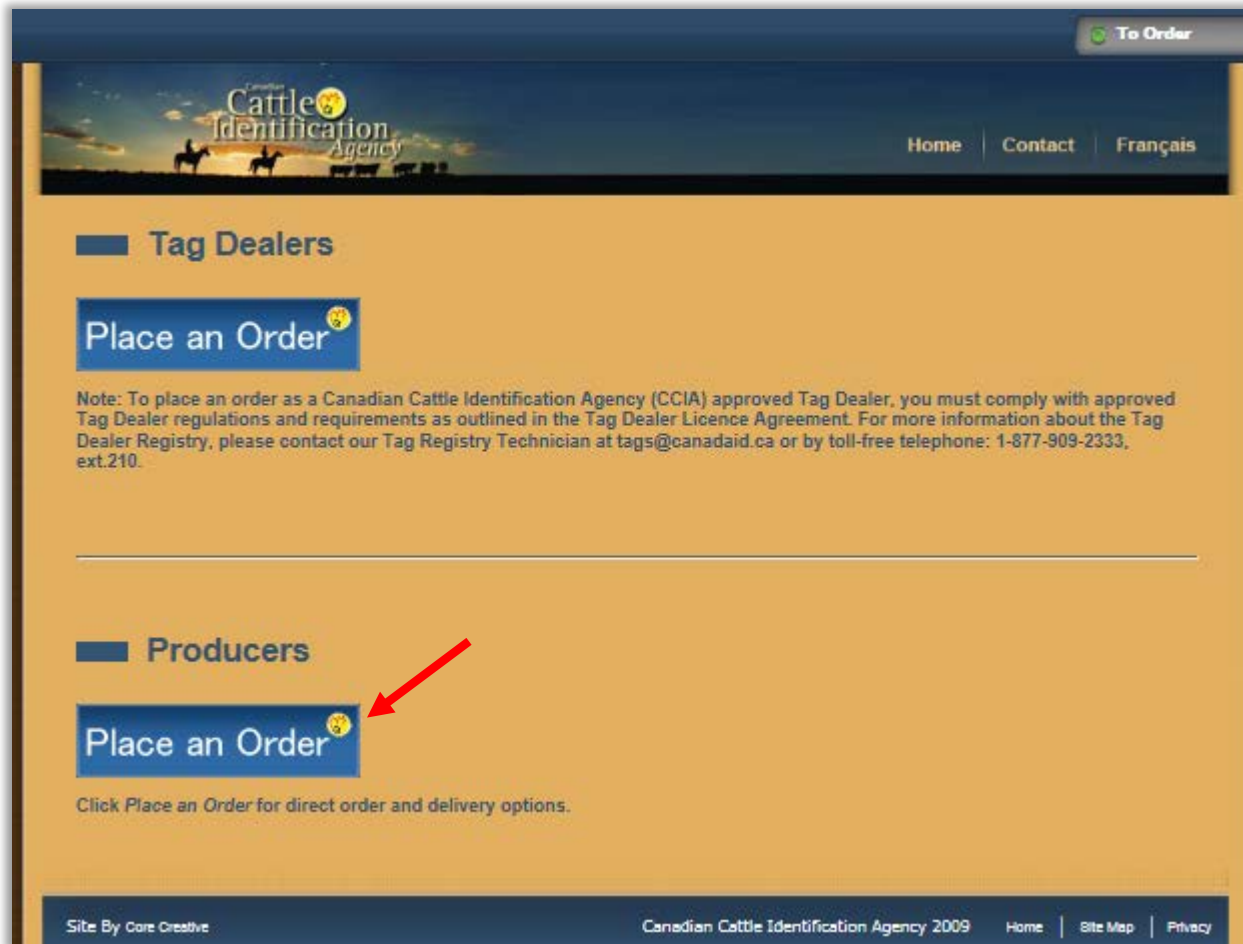 To Order
Canadian
Cattle
Identification
Agency
Home
Contact
Français
Tag Dealers
Place an Order
Note: To place an order as a Canadian Cattle Identification Agency (CCIA) approved Tag Dealer, you must comply with approved
Tag Dealer regulations and requirements as outlined in the Tag Dealer Licence Agreement. For more information about the Tag
Dealer Registry, please contact our Tag Registry Technician at tags@canadaid.ca or by toll-free telephone: 1-877-909-2333,
ext.210.
Producers
Place an Order
Click Place an Order for direct order and delivery options.
Site By Core Creative
Canadian Cattle Identification Agency 2009
Home
Site Map
Privacy